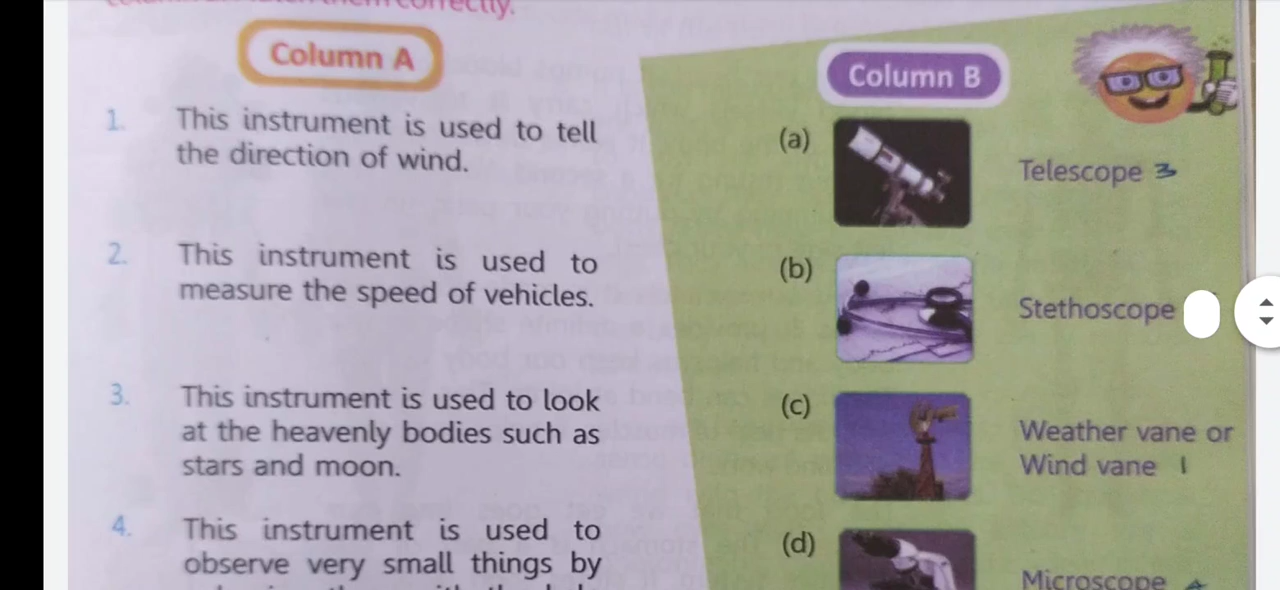 Column A
1. This instrument is used to tell
the direction of wind.
2. This instrument is used to
measure the speed of vehicles.
3. This instrument is used to look
at the heavenly bodies such as
stars and moon.
4. This instrument is used to
observe very small things by
Column B
(a) Telescope 3
(b) Stethoscope
(c) Weather vane or
Wind vane 1
(d) Microscope